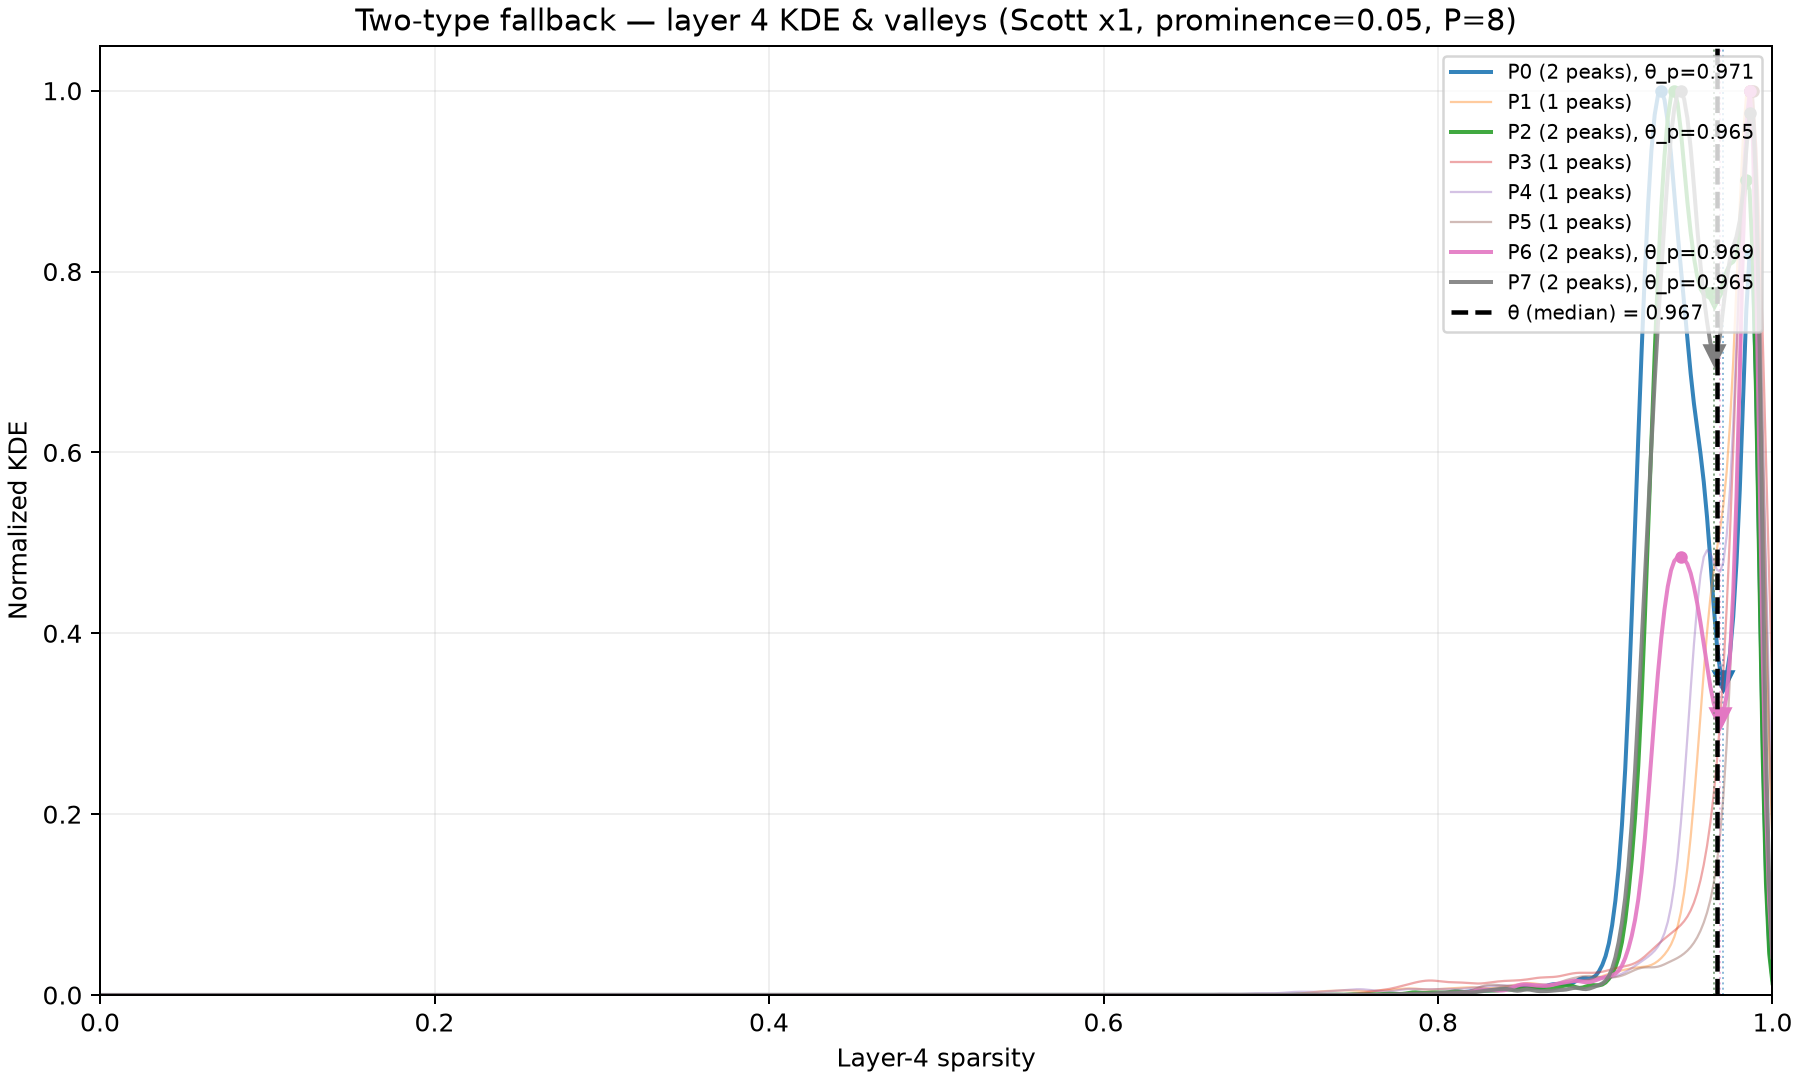 Two-type fallback — layer 4 KDE & valleys (Scott x1, prominence=0.05, P=8)
P0 (2 peaks), θ_p=0.971
P1 (1 peaks)
P2 (2 peaks), θ_p=0.965
P3 (1 peaks)
P4 (1 peaks)
P5 (1 peaks)
P6 (2 peaks), θ_p=0.969
P7 (2 peaks), θ_p=0.965
θ (median) = 0.967
Normalized KDE
1.0
0.8
0.6
0.4
0.2
0.0
0.0 0.2 0.4 0.6 0.8 1.0
Layer-4 sparsity